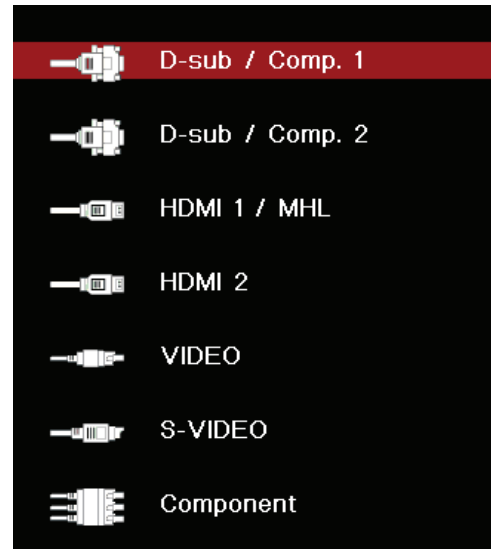 D-sub / Comp. 1
D-sub / Comp. 2
HDMI 1 / MHL
HDMI 2
VIDEO
S-VIDEO
Component